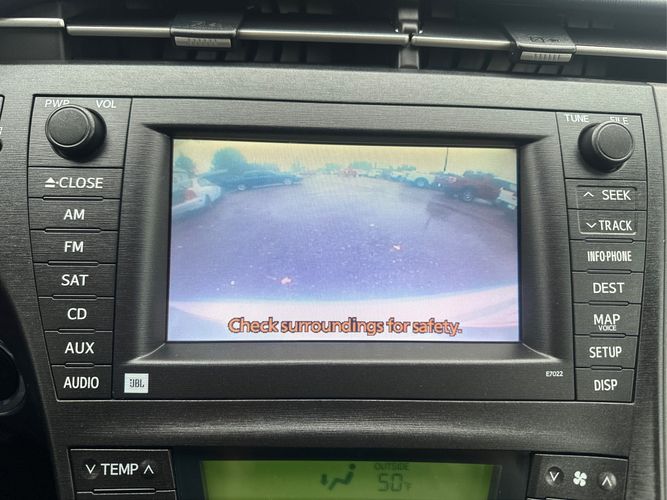 PWR VOL
TUNE FILE
CLOSE
AM
FM
SAT
CD
AUX
AUDIO
Check surroundings for safety.
SEEK
TRACK
INFO·PHONE
DEST
MAP
VOICE
SETUP
DISP
JBL
E7022
TEMP
OUTSIDE
50°F